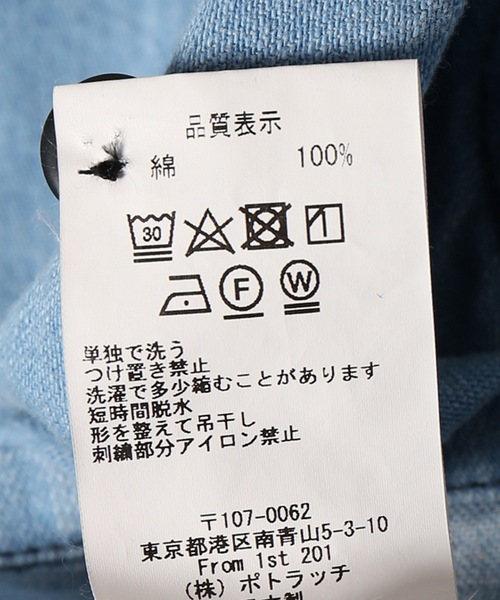 品質表示
綿 100%
30
F W
単独で洗う
つけ置き禁止
洗濯で多少縮むことがあります
短時間脱水
形を整えて吊干し
刺繍部分アイロン禁止
〒107-0062
東京都港区南青山5-3-10
From 1st 201
(株) ポトラッチ